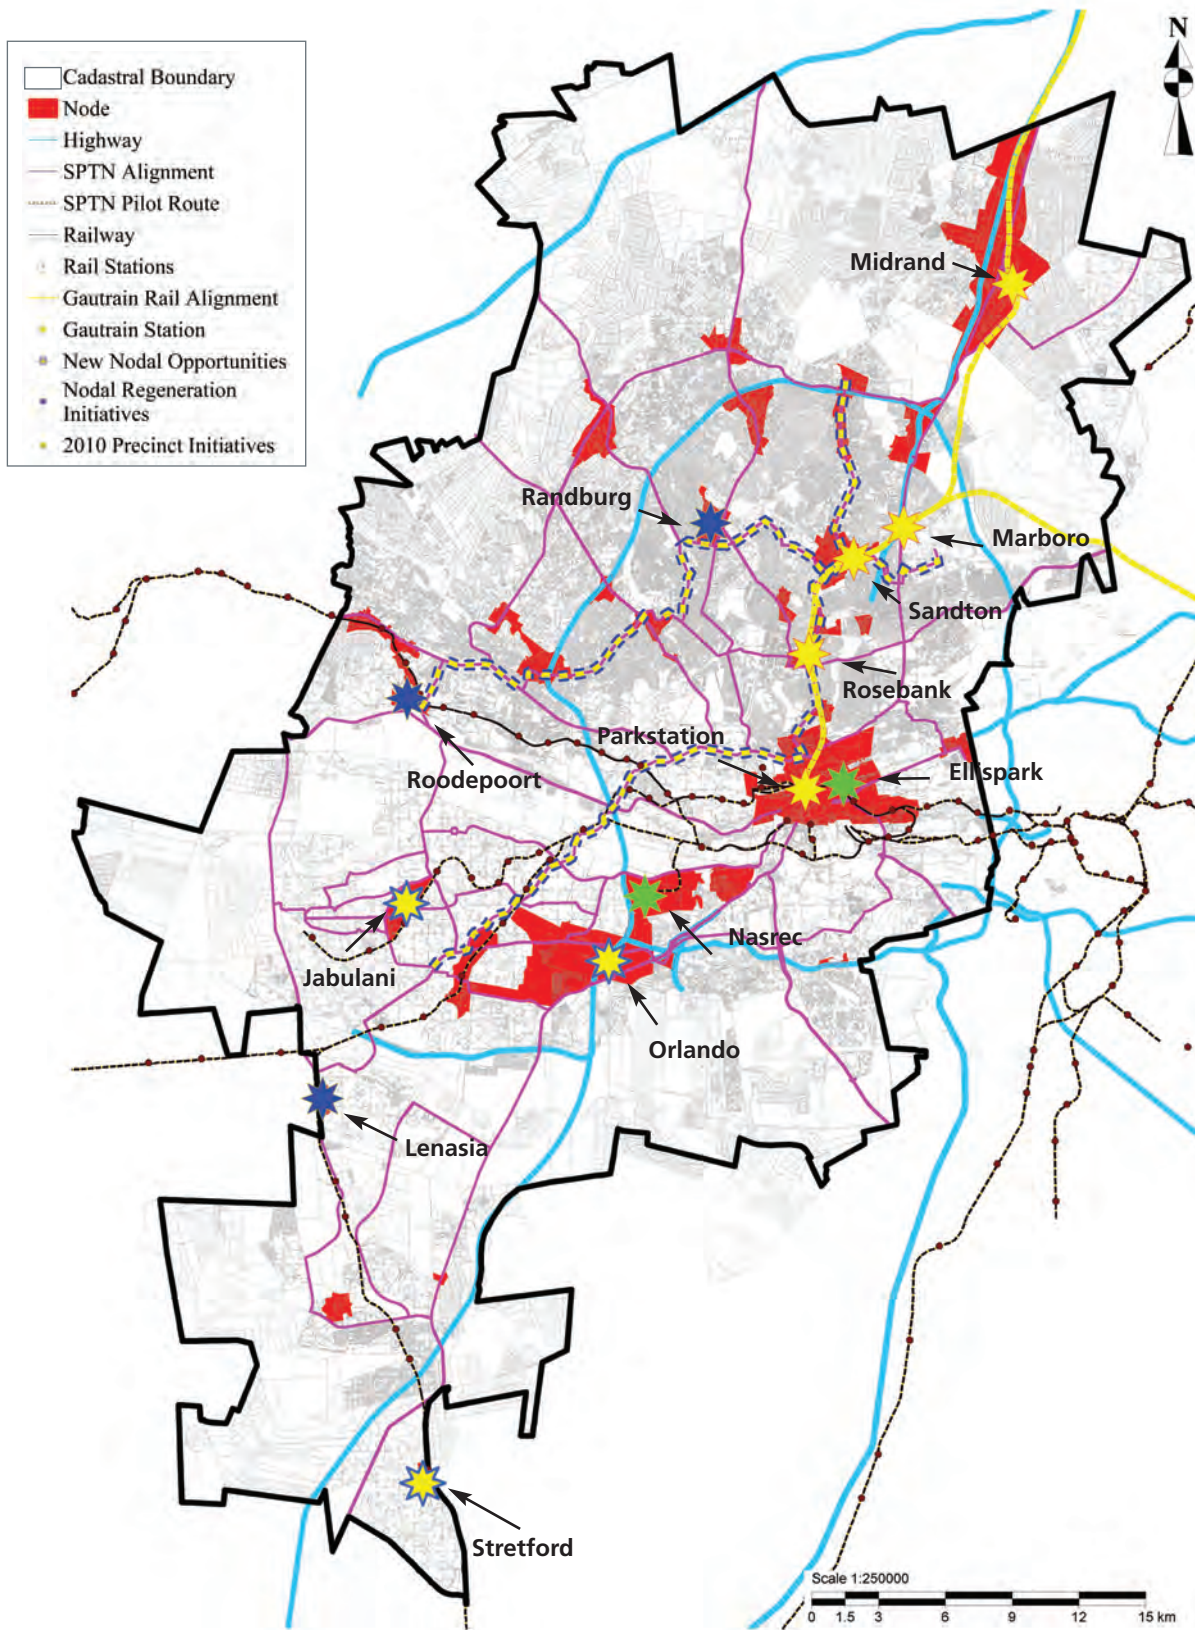 N
Cadastral Boundary
Node
Highway
SPTN Alignment
SPTN Pilot Route
Railway
Rail Stations
Gautrain Rail Alignment
Gautrain Station
New Nodal Opportunities
Nodal Regeneration
Initiatives
2010 Precinct Initiatives
Midrand
Randburg
Marboro
Sandton
Rosebank
Parkstation
Roodepoort
Ellispark
Jabulani
Nasrec
Orlando
Lenasia
Stretford
Scale 1:250000
0 1.5 3 6 9 12 15 km